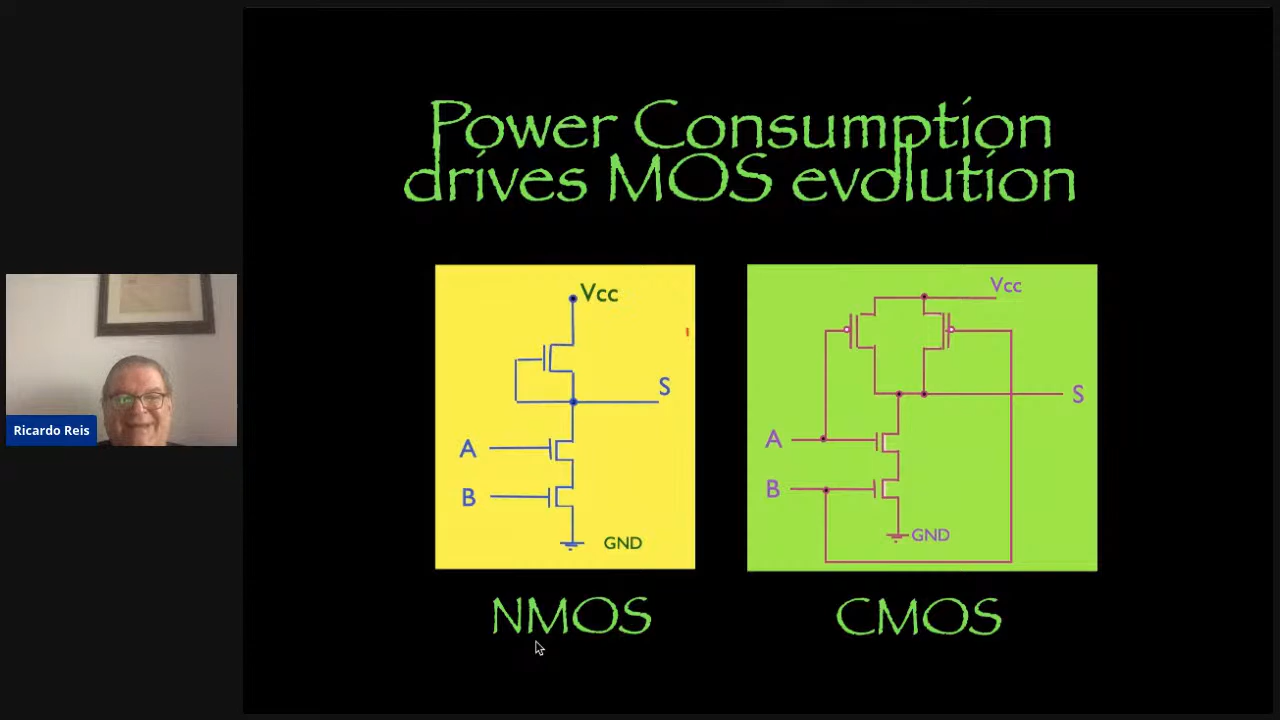 Power Consumption
drives MOS evolution
Vcc
S
A
B
GND
NMOS
Vcc
S
A
B
GND
CMOS
Ricardo Reis